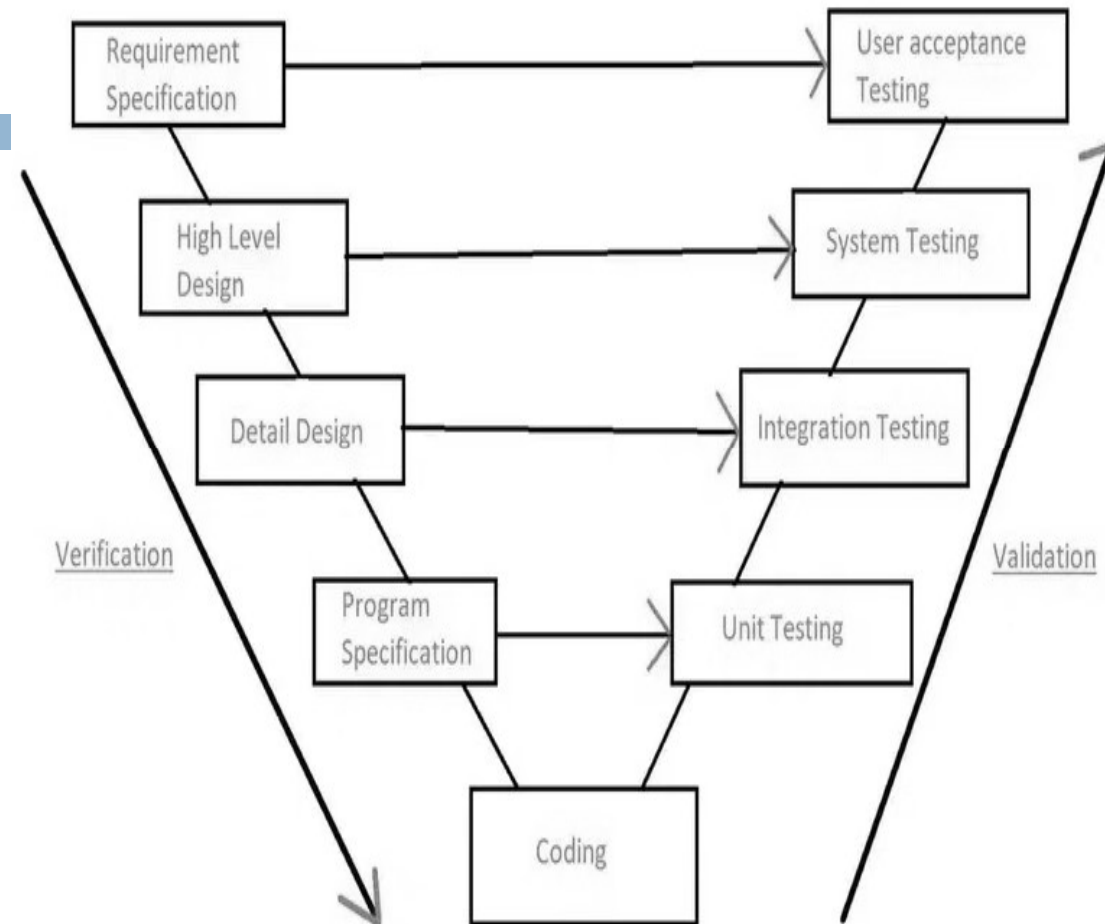 Requirement
Specification
User acceptance
Testing
High Level
Design
System Testing
Detail Design
Integration Testing
Verification
Validation
Program
Specification
Unit Testing
Coding